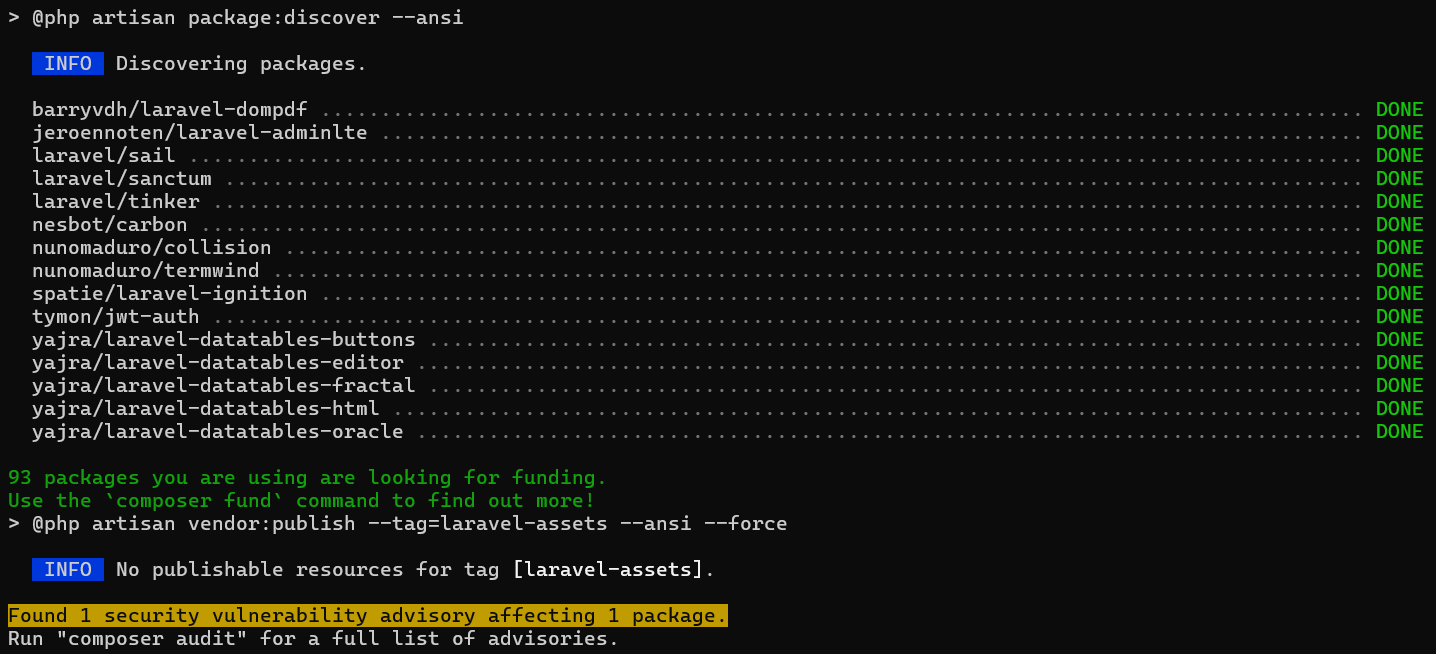 > @php artisan package:discover --ansi
INFO Discovering packages.
barryvdh/laravel-dompdf ....................................................................................... DONE
jeroennoten/laravel-adminlte .................................................................................. DONE
laravel/sail .................................................................................................. DONE
laravel/sanctum ............................................................................................... DONE
laravel/tinker ................................................................................................ DONE
nesbot/carbon ................................................................................................. DONE
nunomaduro/collision .......................................................................................... DONE
nunomaduro/termwind ........................................................................................... DONE
spatie/laravel-ignition ....................................................................................... DONE
tymon/jwt-auth ................................................................................................ DONE
yajra/laravel-datatables-buttons .............................................................................. DONE
yajra/laravel-datatables-editor ............................................................................... DONE
yajra/laravel-datatables-fractal .............................................................................. DONE
yajra/laravel-datatables-html ................................................................................. DONE
yajra/laravel-datatables-oracle ............................................................................... DONE
93 packages you are using are looking for funding.
Use the `composer fund` command to find out more!
> @php artisan vendor:publish --tag=laravel-assets --ansi --force
INFO No publishable resources for tag [laravel-assets].
Found 1 security vulnerability advisory affecting 1 package.
Run "composer audit" for a full list of advisories.